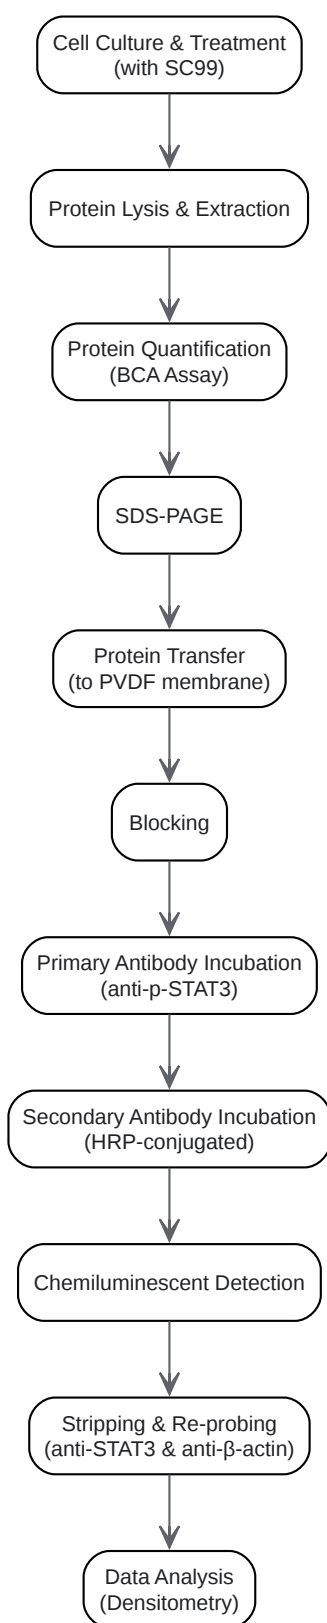 Cell Culture & Treatment
(with SC99)
Protein Lysis & Extraction
Protein Quantification
(BCA Assay)
SDS-PAGE
Protein Transfer
(to PVDF membrane)
Blocking
Primary Antibody Incubation
(anti-p-STAT3)
Secondary Antibody Incubation
(HRP-conjugated)
Chemiluminescent Detection
Stripping & Re-probing
(anti-STAT3 & anti-β-actin)
Data Analysis
(Densitometry)